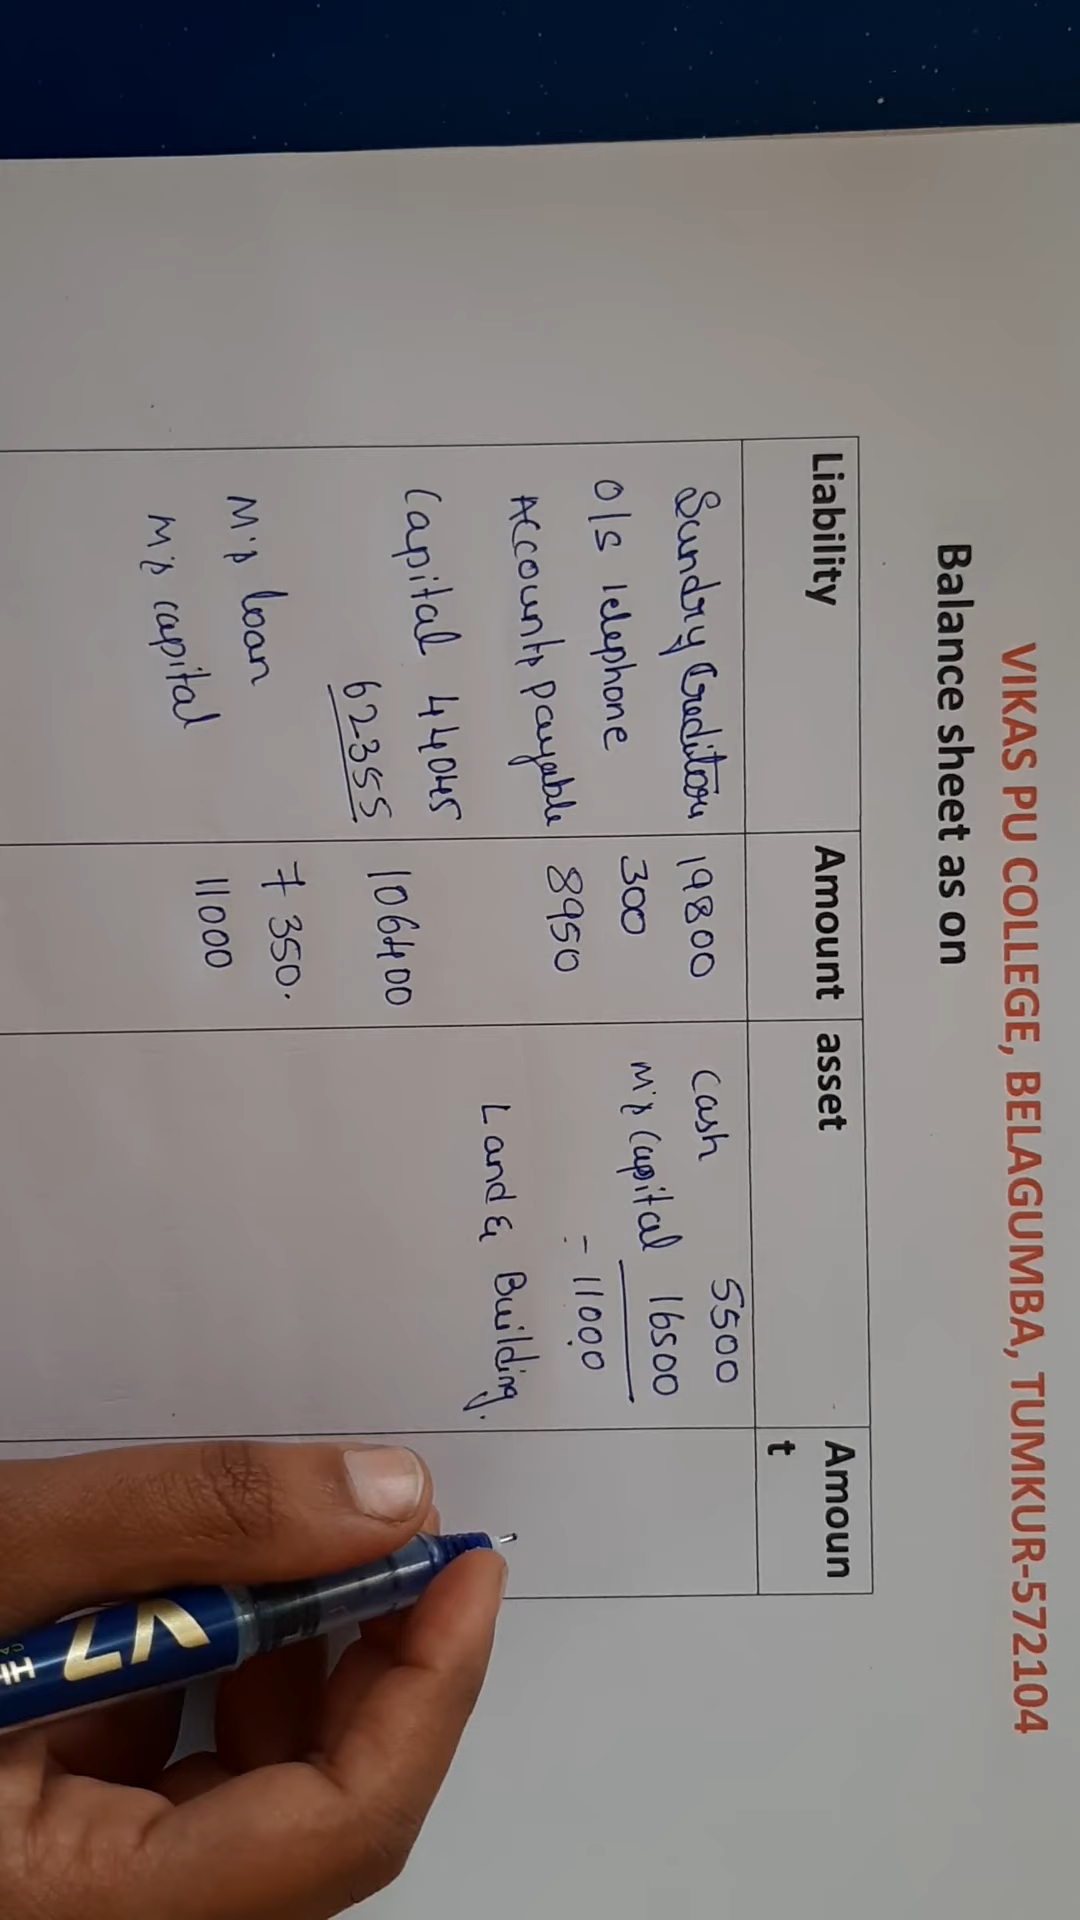 VIKAS PU COLLEGE, BELAGUMBA, TUMKUR-572104
Balance sheet as on
Liability Amount asset Amoun
t
Sundry Creditors 19800 Cash 5500
O/S telephone 300 M's Capital 16500
Accounts payable 8950 - 11000
Capital 44045 Land & Building.
62355 106400
M's loan 7350.
M's capital 11000
V7